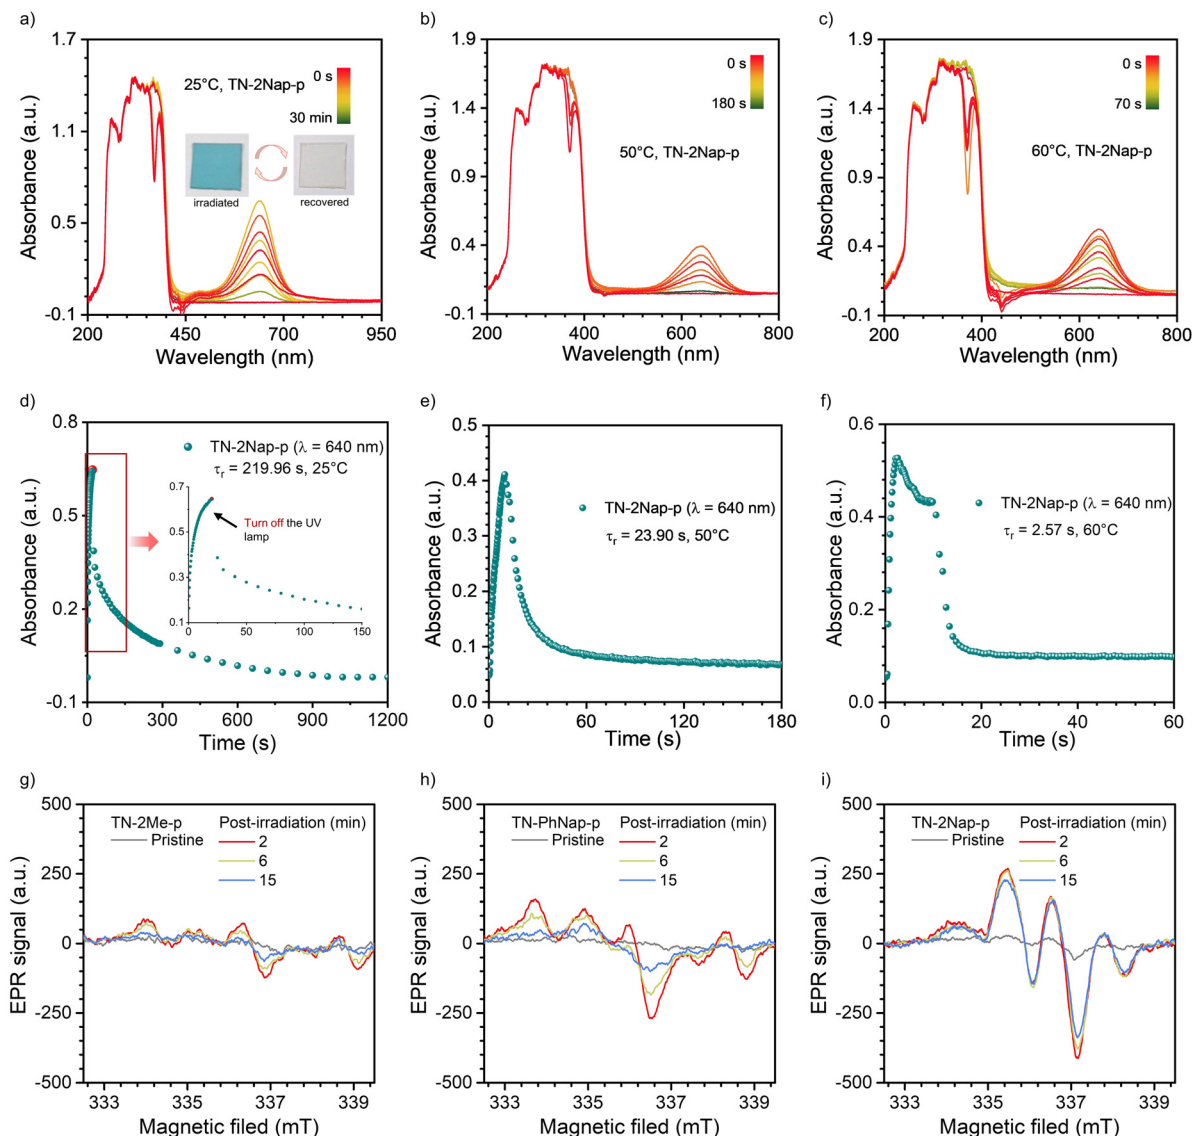 a)
1.7
1.1
0.5
-0.1
200
450
700
950
Absorbance (a.u.)
Wavelength (nm)
25°C, TN-2Nap-p
0 s
30 min
irradiated
recovered
b)
1.9
1.4
0.9
0.4
-0.1
200
400
600
800
Absorbance (a.u.)
Wavelength (nm)
0 s
180 s
50°C, TN-2Nap-p
c)
1.9
1.4
0.9
0.4
-0.1
200
400
600
800
Absorbance (a.u.)
Wavelength (nm)
0 s
70 s
60°C, TN-2Nap-p
d)
0.8
0.5
0.2
-0.1
0
300
600
900
1200
Absorbance (a.u.)
Time (s)
TN-2Nap-p (λ = 640 nm)
τr = 219.96 s, 25°C
0.7
0.6
0.4
0.3
0.1
0
25
50
75
100
125
150
Turn off the UV
lamp
e)
0.5
0.4
0.3
0.2
0.1
0.0
0
60
120
180
Absorbance (a.u.)
Time (s)
TN-2Nap-p (λ = 640 nm)
τr = 23.90 s, 50°C
f)
0.6
0.4
0.2
0.0
0
20
40
60
Absorbance (a.u.)
Time (s)
TN-2Nap-p (λ = 640 nm)
τr = 2.57 s, 60°C
g)
500
250
0
-250
-500
333
335
337
339
EPR signal (a.u.)
Magnetic filed (mT)
TN-2Me-p
Pristine
Post-irradiation (min)
2
6
15
h)
500
250
0
-250
-500
333
335
337
339
EPR signal (a.u.)
Magnetic filed (mT)
TN-PhNap-p
Pristine
Post-irradiation (min)
2
6
15
i)
500
250
0
-250
-500
333
335
337
339
EPR signal (a.u.)
Magnetic filed (mT)
TN-2Nap-p
Pristine
Post-irradiation (min)
2
6
15